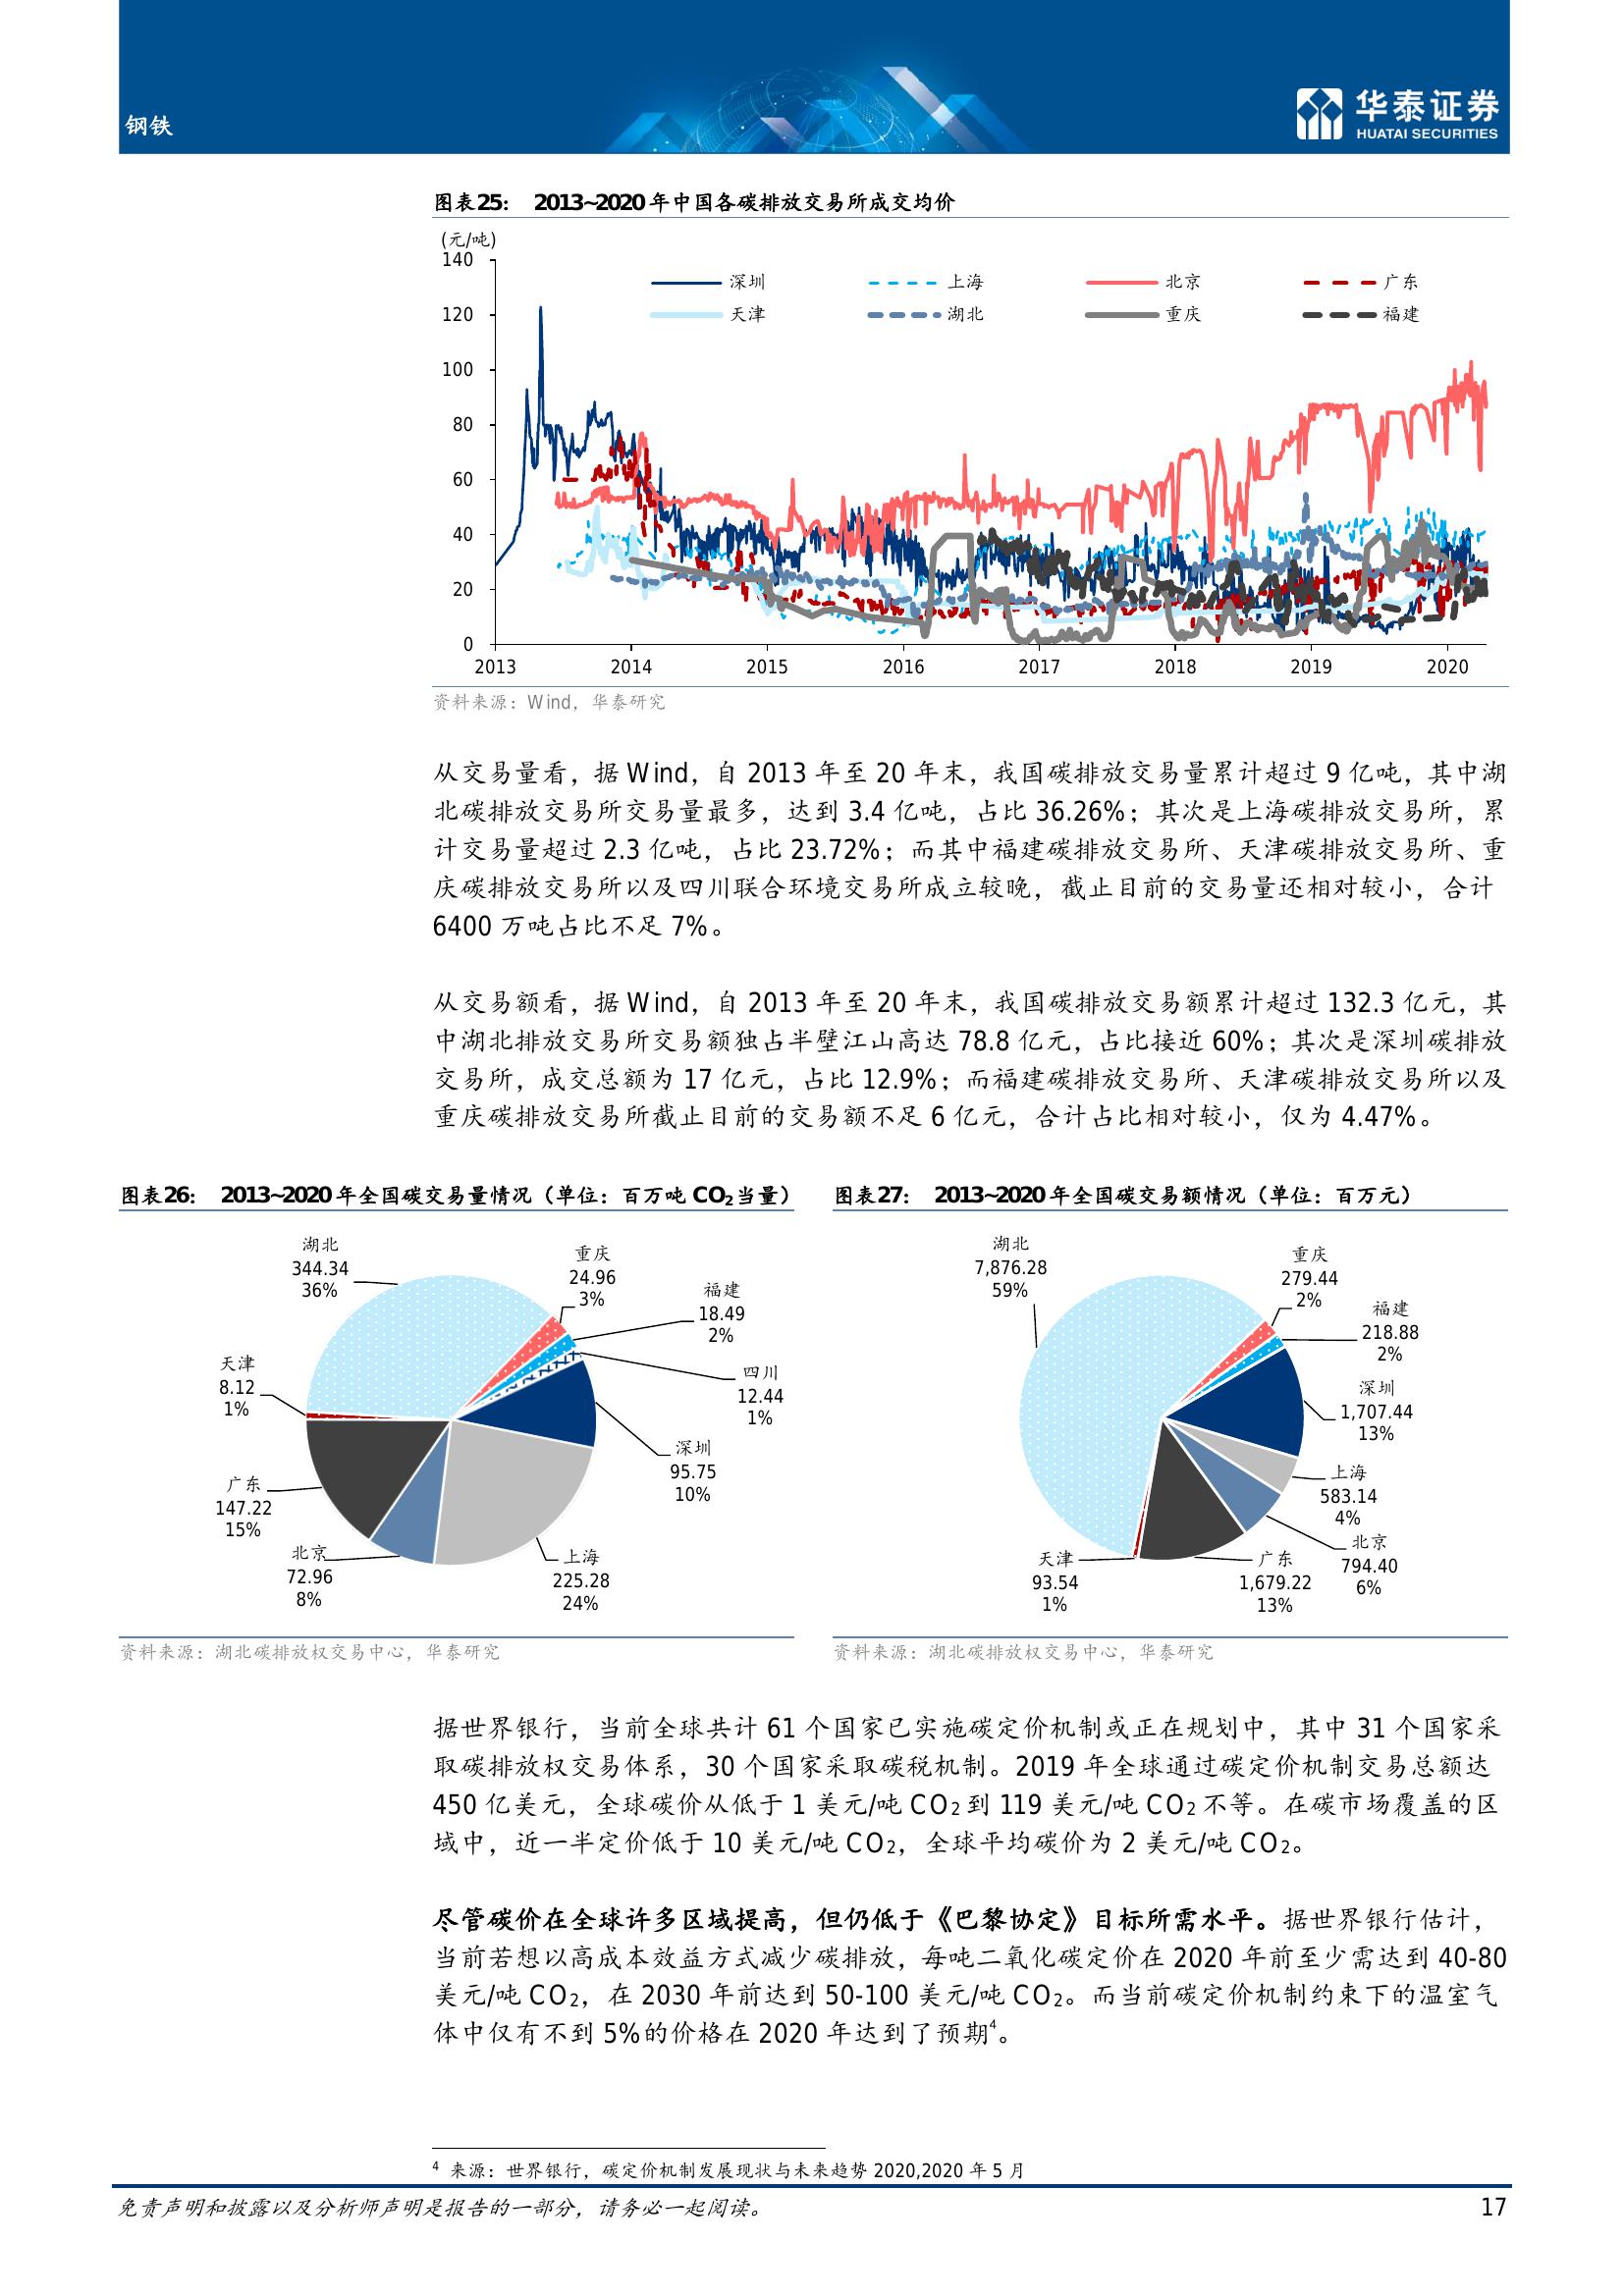 钢铁
华泰证券
HUATAI SECURITIES
图表25： 2013~2020 年中国各碳排放交易所成交均价
(元/吨)
140
120
100
80
60
40
20
0
深圳 上海 北京 广东
天津 湖北 重庆 福建
2013 2014 2015 2016 2017 2018 2019 2020
资料来源：Wind，华泰研究
从交易量看，据 Wind，自 2013 年至 20 年末，我国碳排放交易量累计超过 9 亿吨，其中湖
北碳排放交易所交易量最多，达到 3.4 亿吨，占比 36.26%；其次是上海碳排放交易所，累
计交易量超过 2.3 亿吨，占比 23.72%；而其中福建碳排放交易所、天津碳排放交易所、重
庆碳排放交易所以及四川联合环境交易所成立较晚，截止目前的交易量还相对较小，合计
6400 万吨占比不足 7%。
从交易额看，据 Wind，自 2013 年至 20 年末，我国碳排放交易额累计超过 132.3 亿元，其
中湖北排放交易所交易额独占半壁江山高达 78.8 亿元，占比接近 60%；其次是深圳碳排放
交易所，成交总额为 17 亿元，占比 12.9%；而福建碳排放交易所、天津碳排放交易所以及
重庆碳排放交易所截止目前的交易额不足 6 亿元，合计占比相对较小，仅为 4.47%。
图表26： 2013~2020 年全国碳交易量情况（单位：百万吨 CO2当量）
湖北
344.34
36%
重庆
24.96
3%
福建
18.49
2%
四川
12.44
1%
深圳
95.75
10%
上海
225.28
24%
北京
72.96
8%
广东
147.22
15%
天津
8.12
1%
资料来源：湖北碳排放权交易中心，华泰研究
图表27： 2013~2020 年全国碳交易额情况（单位：百万元）
湖北
7,876.28
59%
重庆
279.44
2%
福建
218.88
2%
深圳
1,707.44
13%
上海
583.14
4%
北京
794.40
6%
广东
1,679.22
13%
天津
93.54
1%
资料来源：湖北碳排放权交易中心，华泰研究
据世界银行，当前全球共计 61 个国家已实施碳定价机制或正在规划中，其中 31 个国家采
取碳排放权交易体系，30 个国家采取碳税机制。2019 年全球通过碳定价机制交易总额达
450 亿美元，全球碳价从低于 1 美元/吨 CO2 到 119 美元/吨 CO2 不等。在碳市场覆盖的区
域中，近一半定价低于 10 美元/吨 CO2，全球平均碳价为 2 美元/吨 CO2。
尽管碳价在全球许多区域提高，但仍低于《巴黎协定》目标所需水平。据世界银行估计，
当前若想以高成本效益方式减少碳排放，每吨二氧化碳定价在 2020 年前至少需达到 40-80
美元/吨 CO2，在 2030 年前达到 50-100 美元/吨 CO2。而当前碳定价机制约束下的温室气
体中仅有不到 5%的价格在 2020 年达到了预期4。
4 来源：世界银行，碳定价机制发展现状与未来趋势 2020,2020 年 5 月
免责声明和披露以及分析师声明是报告的一部分，请务必一起阅读。 17